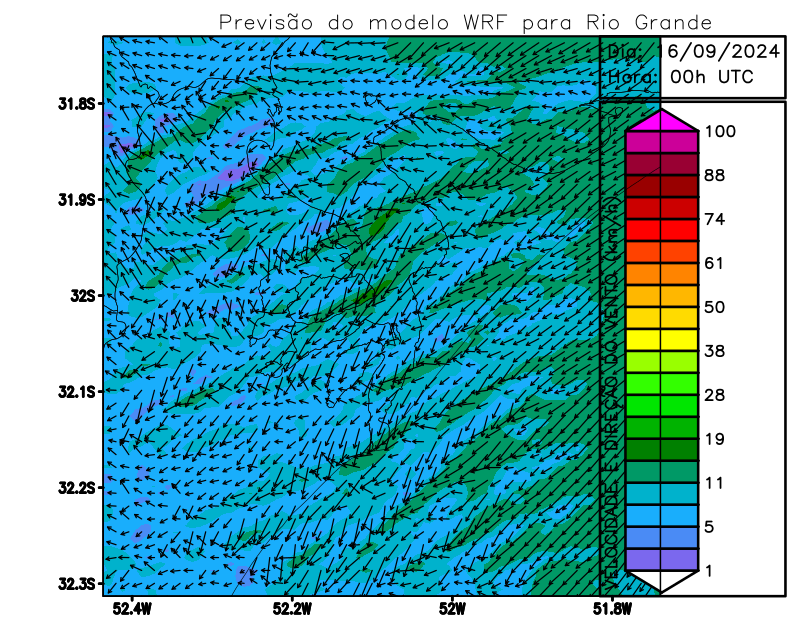 Previsão do modelo WRF para Rio Grande
Dia: 16/09/2024
Hora: 00h UTC
31.8S
31.9S
32S
32.1S
32.2S
32.3S
52.4W
52.2W
52W
51.8W
VELOCIDADE E DIREÇÃO DO VENTO (km/h)
100
88
74
61
50
38
28
19
11
5
1